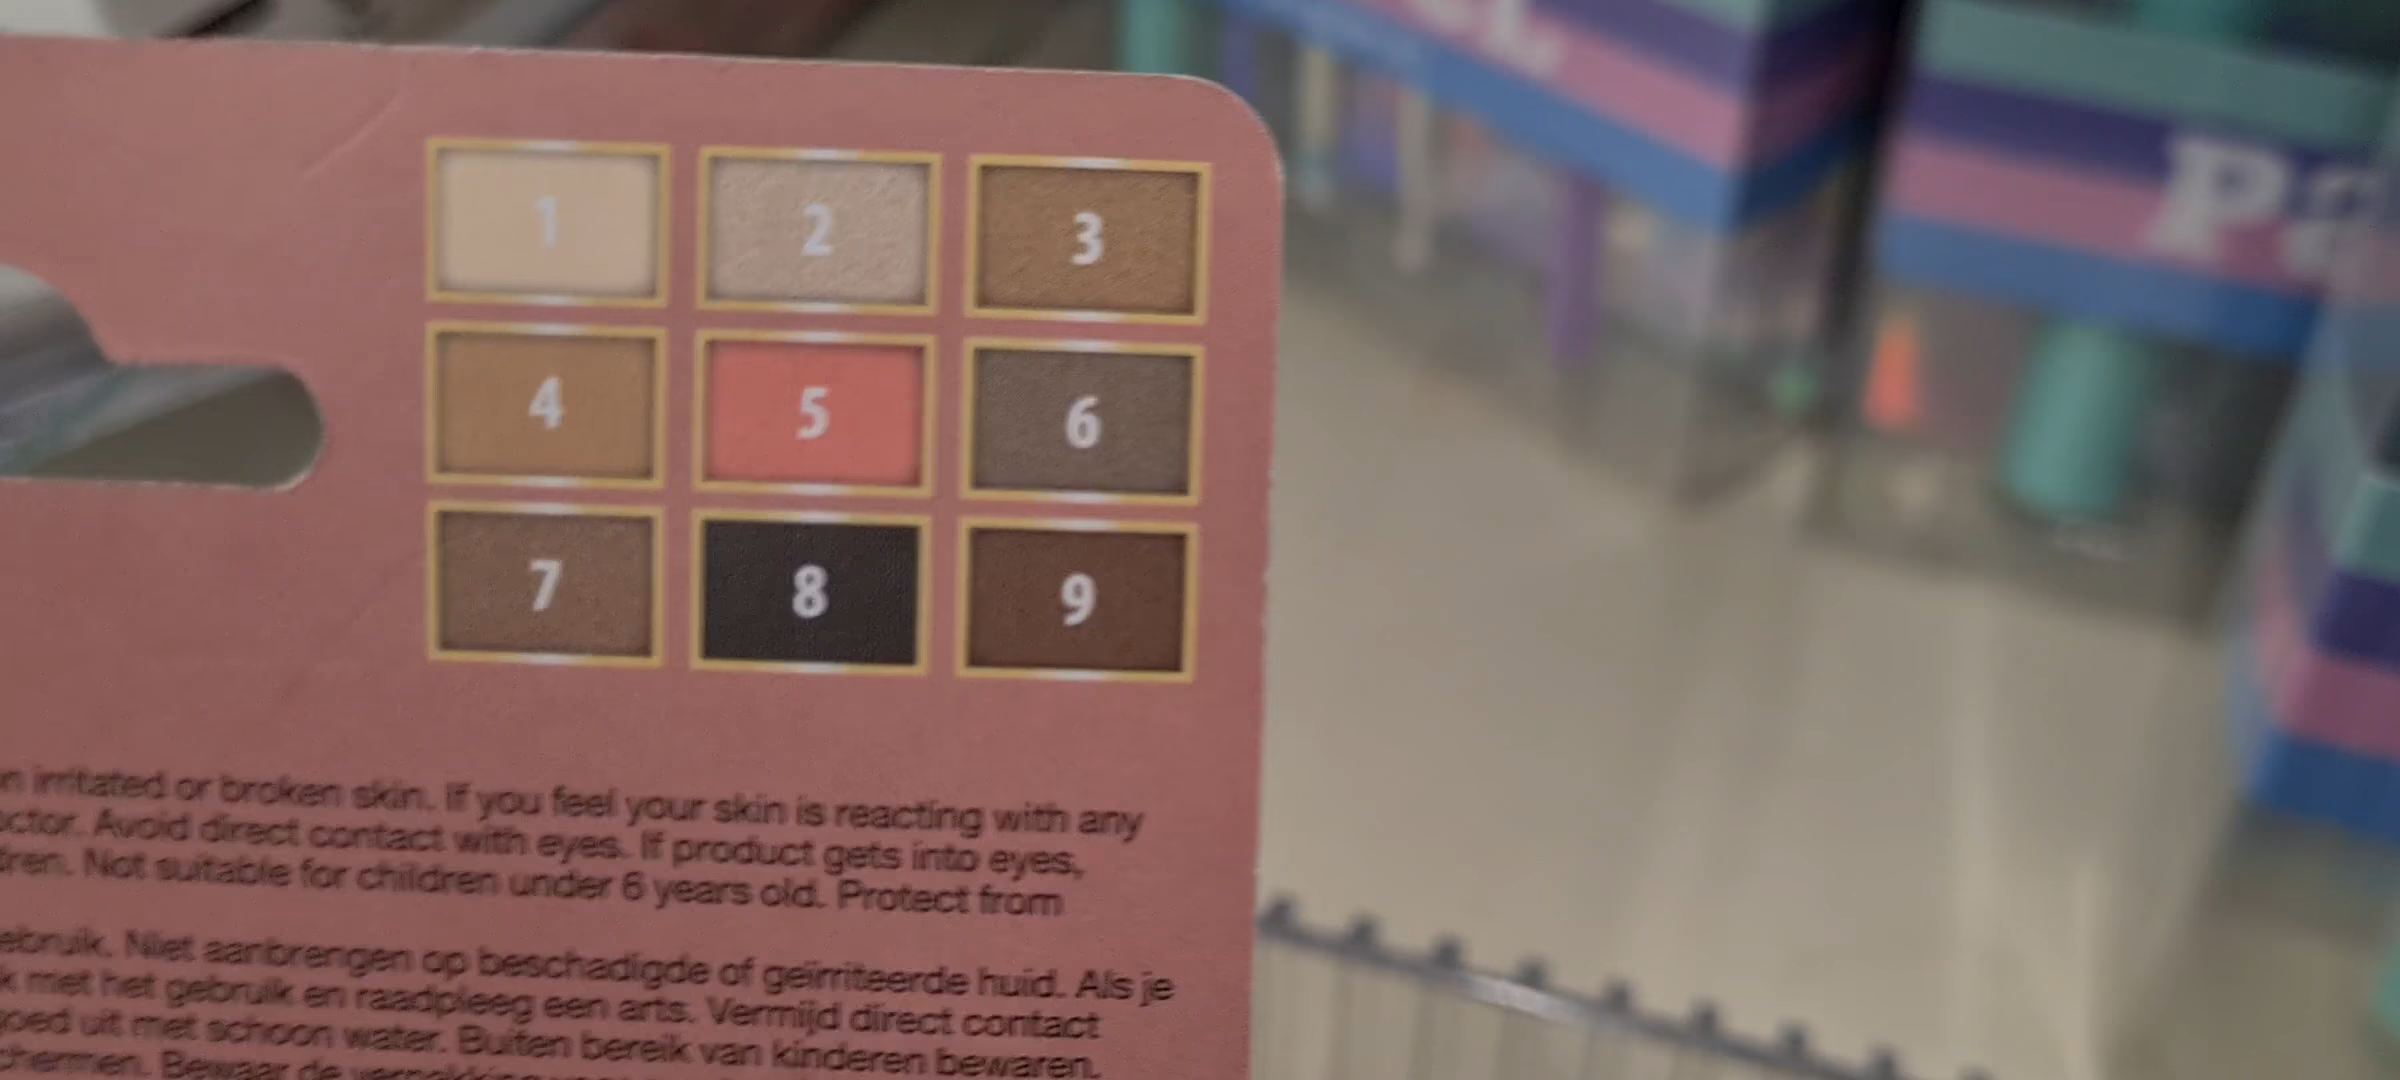 1 2 3
4 5 6
7 8 9
irritated or broken skin. If you feel your skin is reacting with any
Avoid direct contact with eyes. If product gets into eyes,
Not suitable for children under 6 years old. Protect from
Niet aanbrengen op beschadigde of geïrriteerde huid. Als je
met het gebruik en raadpleeg een arts. Vermijd direct contact
uit met schoon water. Buiten bereik van kinderen bewaren.
Bewaar de